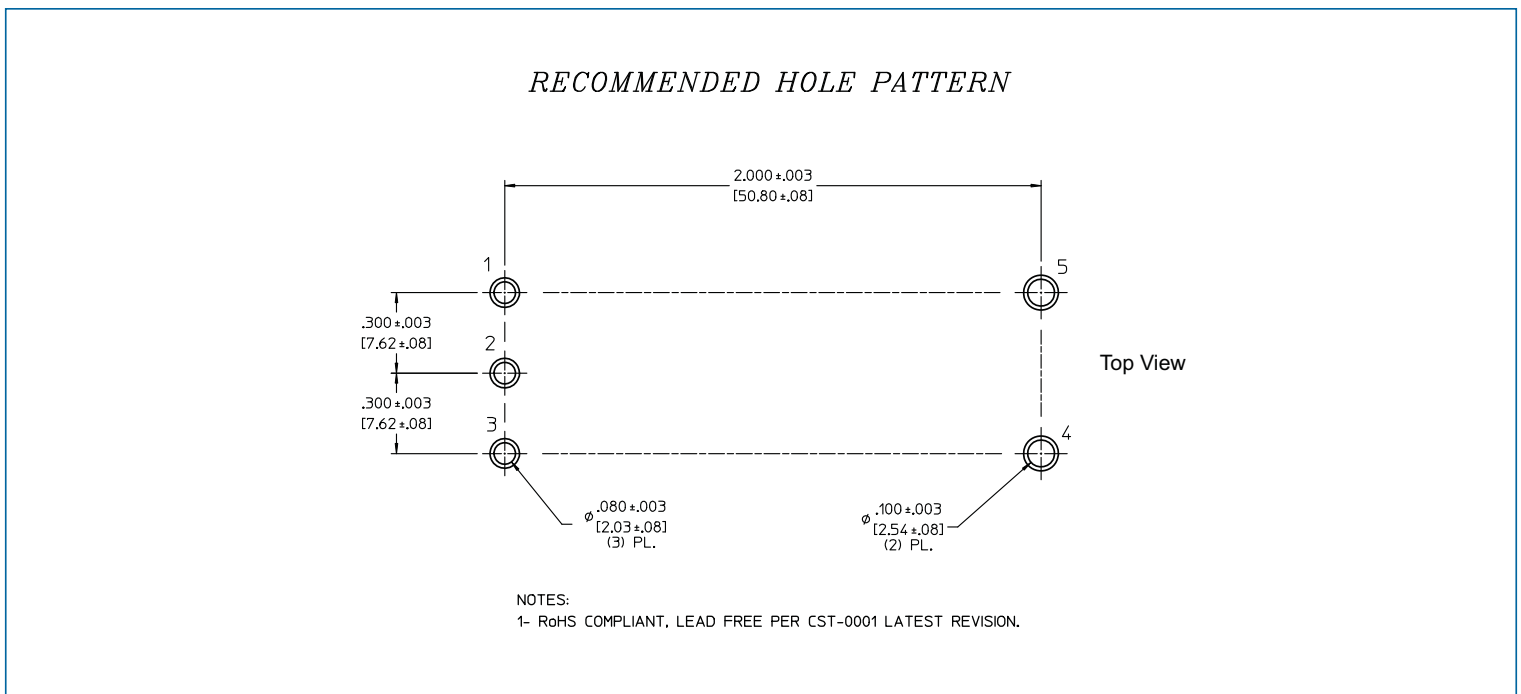 RECOMMENDED HOLE PATTERN
2.000±.003
[50.80±.08]
1
5
.300±.003
[7.62±.08]
2
Top View
.300±.003
[7.62±.08]
3
4
⌀ .080±.003
[2.03±.08]
(3) PL.
⌀ .100±.003
[2.54±.08]
(2) PL.
NOTES:
1- RoHS COMPLIANT, LEAD FREE PER CST-0001 LATEST REVISION.